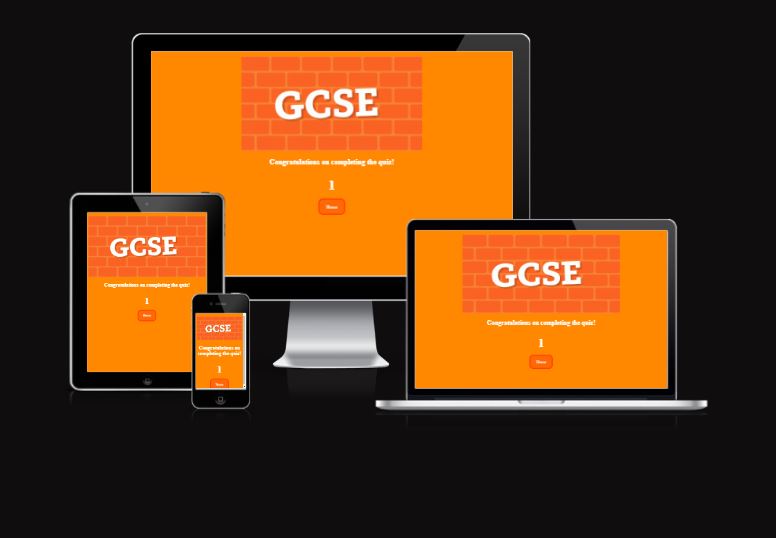 GCSE
Congratulations on completing the quiz!
1
Home
GCSE
Congratulations on completing the quiz!
1
Home
GCSE
Congratulations on
completing the quiz!
1
Home
GCSE
Congratulations on completing the quiz!
1
Home